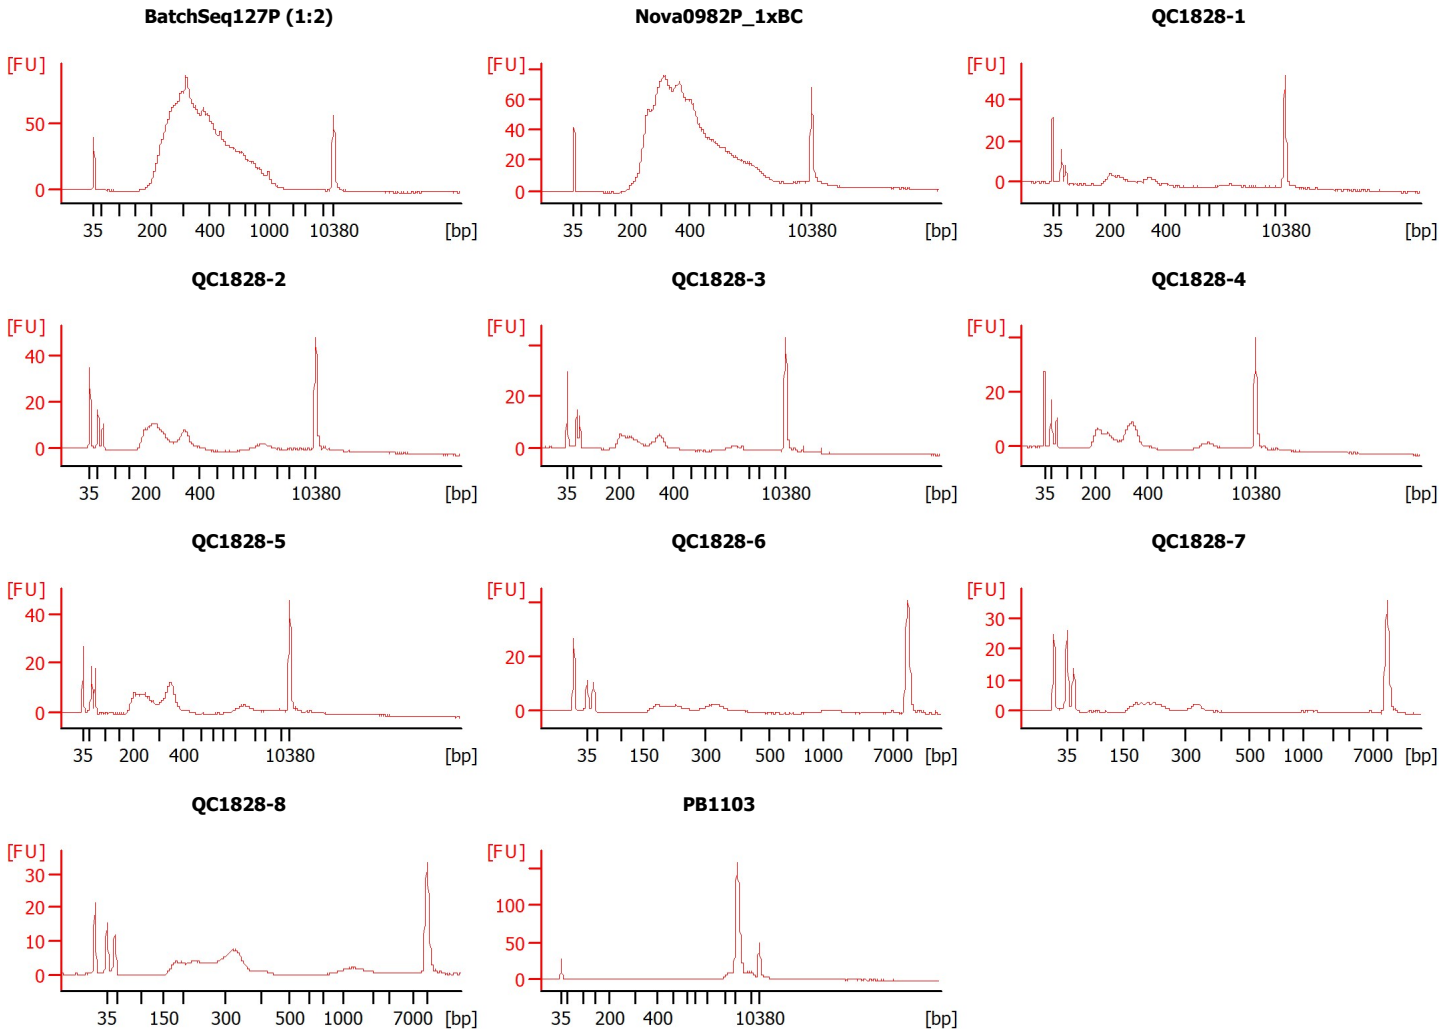 BatchSeq127P (1:2)
[FU]
50
0
35 200 400 1000 10380 [bp]
Nova0982P_1xBC
[FU]
60
40
20
0
35 200 400 10380 [bp]
QC1828-1
[FU]
40
20
0
35 200 400 10380 [bp]
QC1828-2
[FU]
40
20
0
35 200 400 10380 [bp]
QC1828-3
[FU]
20
0
35 200 400 10380 [bp]
QC1828-4
[FU]
20
0
35 200 400 10380 [bp]
QC1828-5
[FU]
40
20
0
35 200 400 10380 [bp]
QC1828-6
[FU]
20
0
35 150 300 500 1000 7000 [bp]
QC1828-7
[FU]
30
20
10
0
35 150 300 500 1000 7000 [bp]
QC1828-8
[FU]
30
20
10
0
35 150 300 500 1000 7000 [bp]
PB1103
[FU]
100
50
0
35 200 400 10380 [bp]